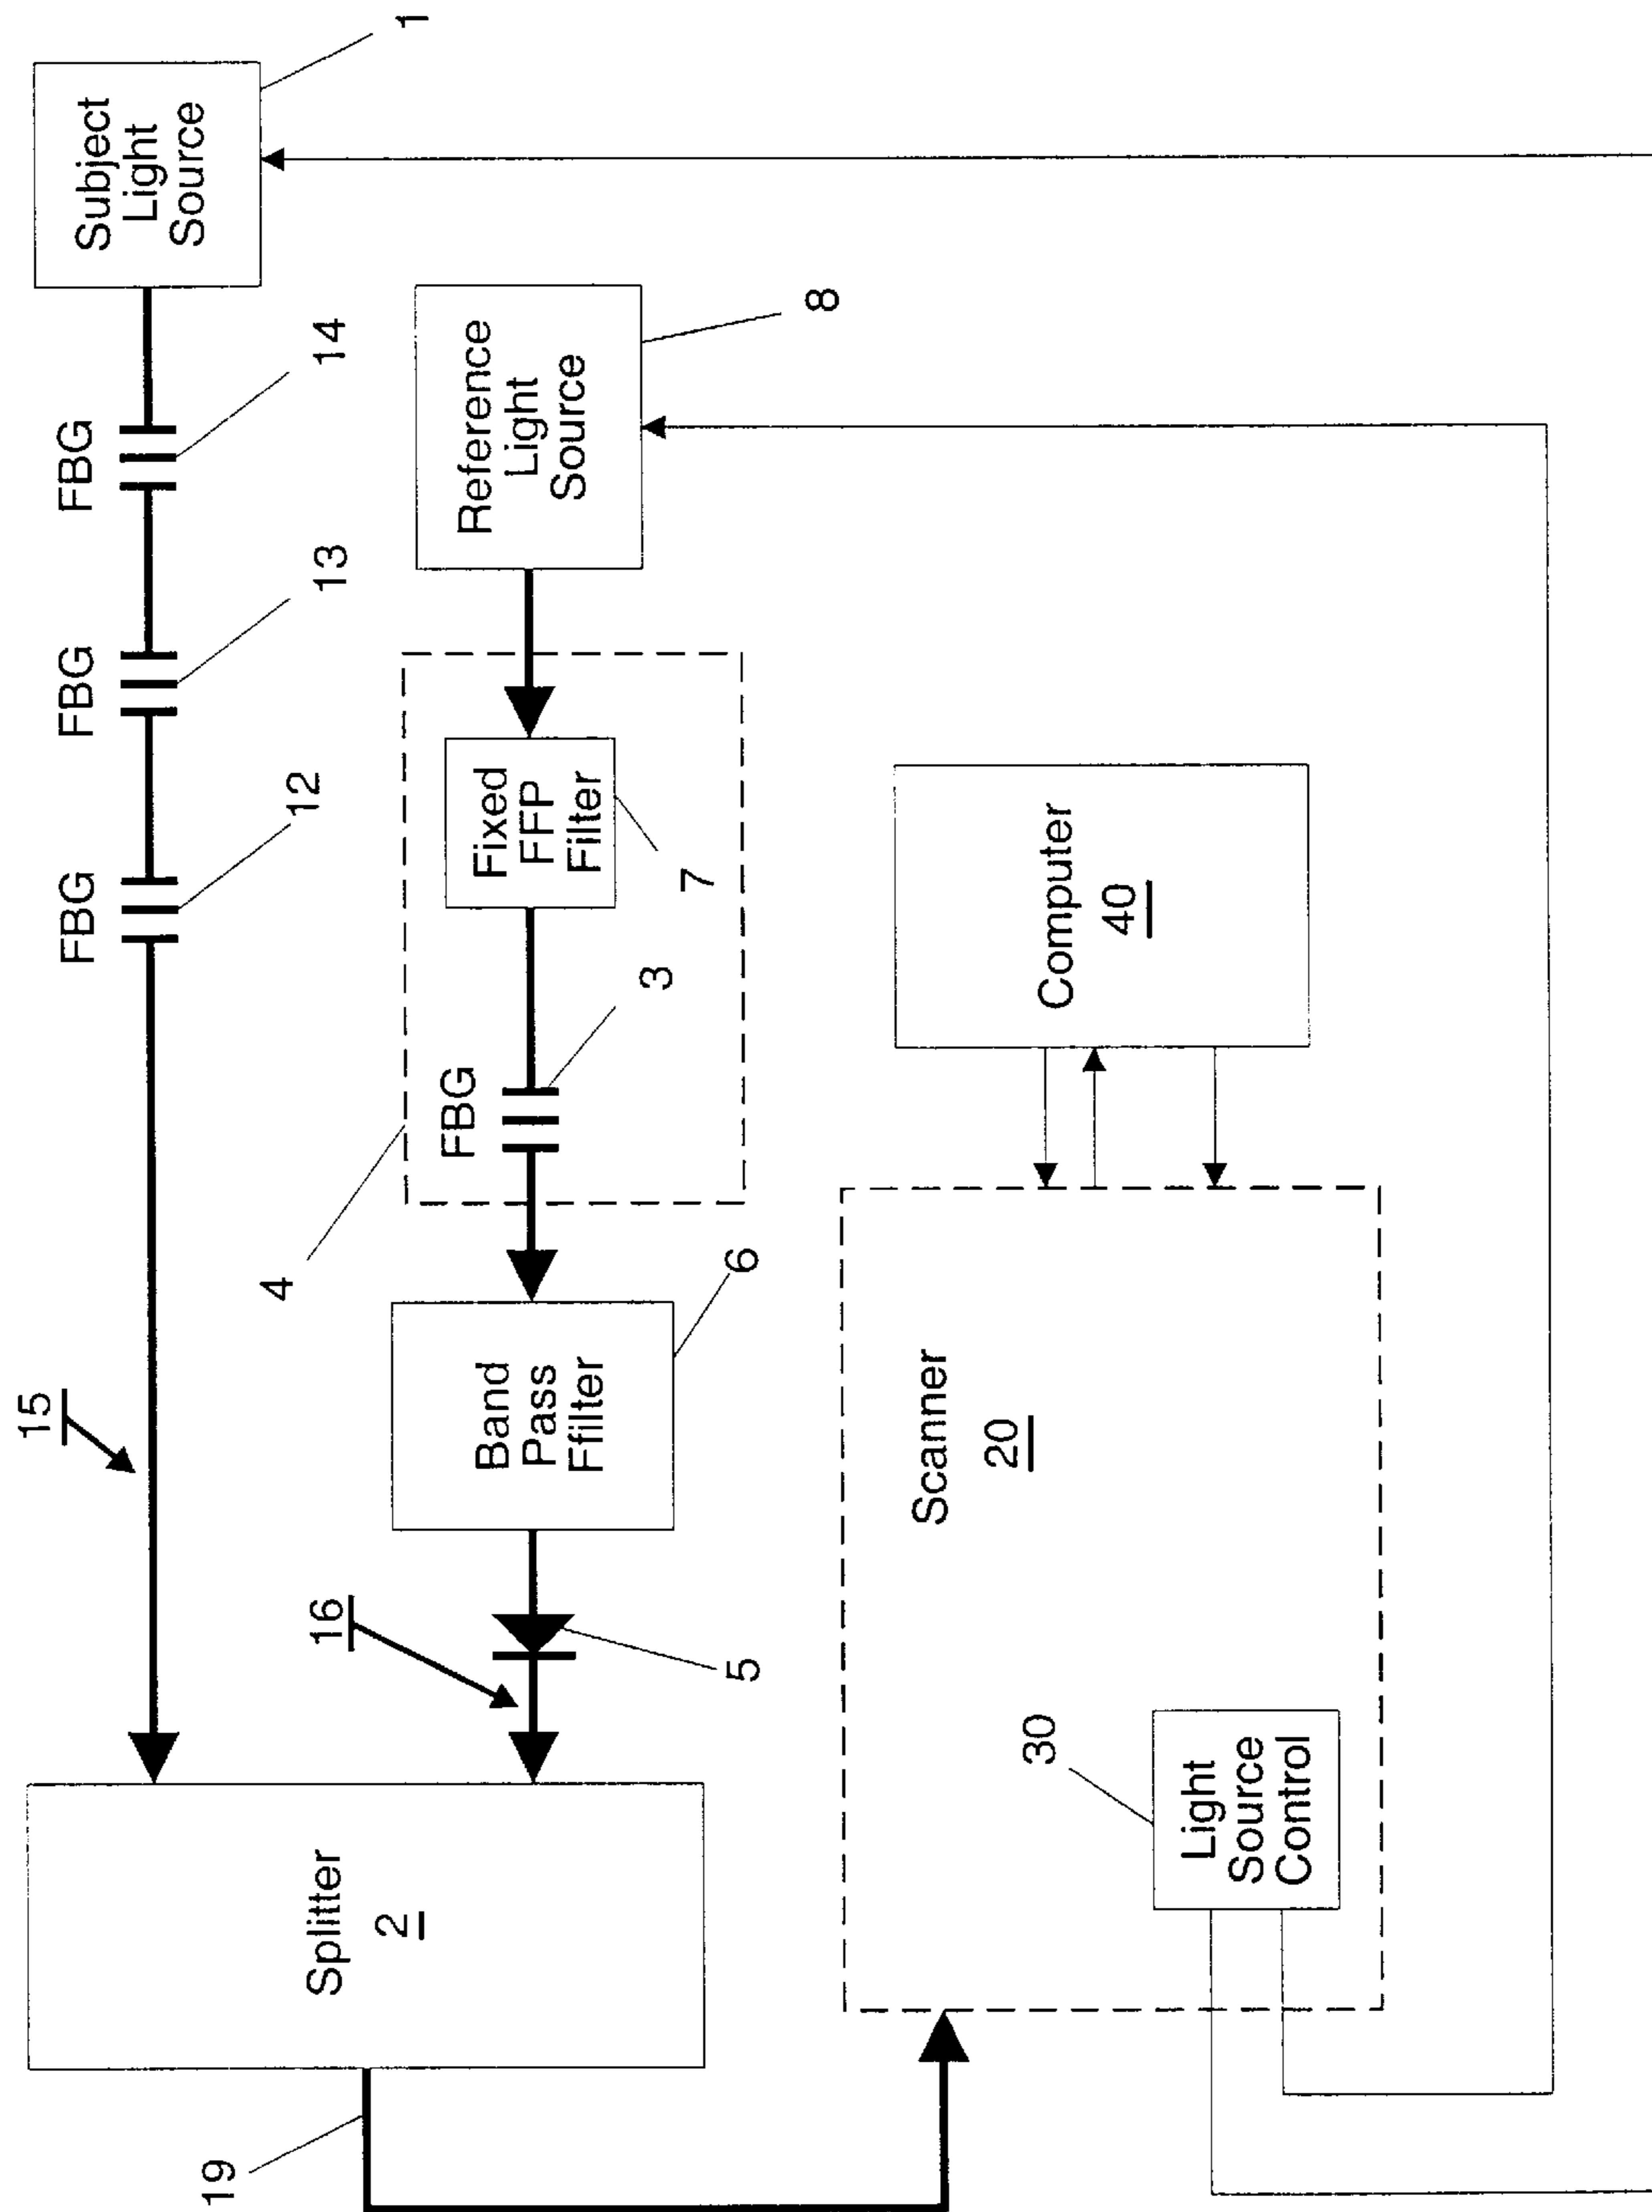 Subject
Light
Source
1
FBG
14
FBG
13
FBG
12
15
Reference
Light
Source
8
Fixed
FFP
Filter
7
FBG
3
4
Band
Pass
Ffilter
6
16
5
Splitter
2
19
Computer
40
Scanner
20
30
Light
Source
Control